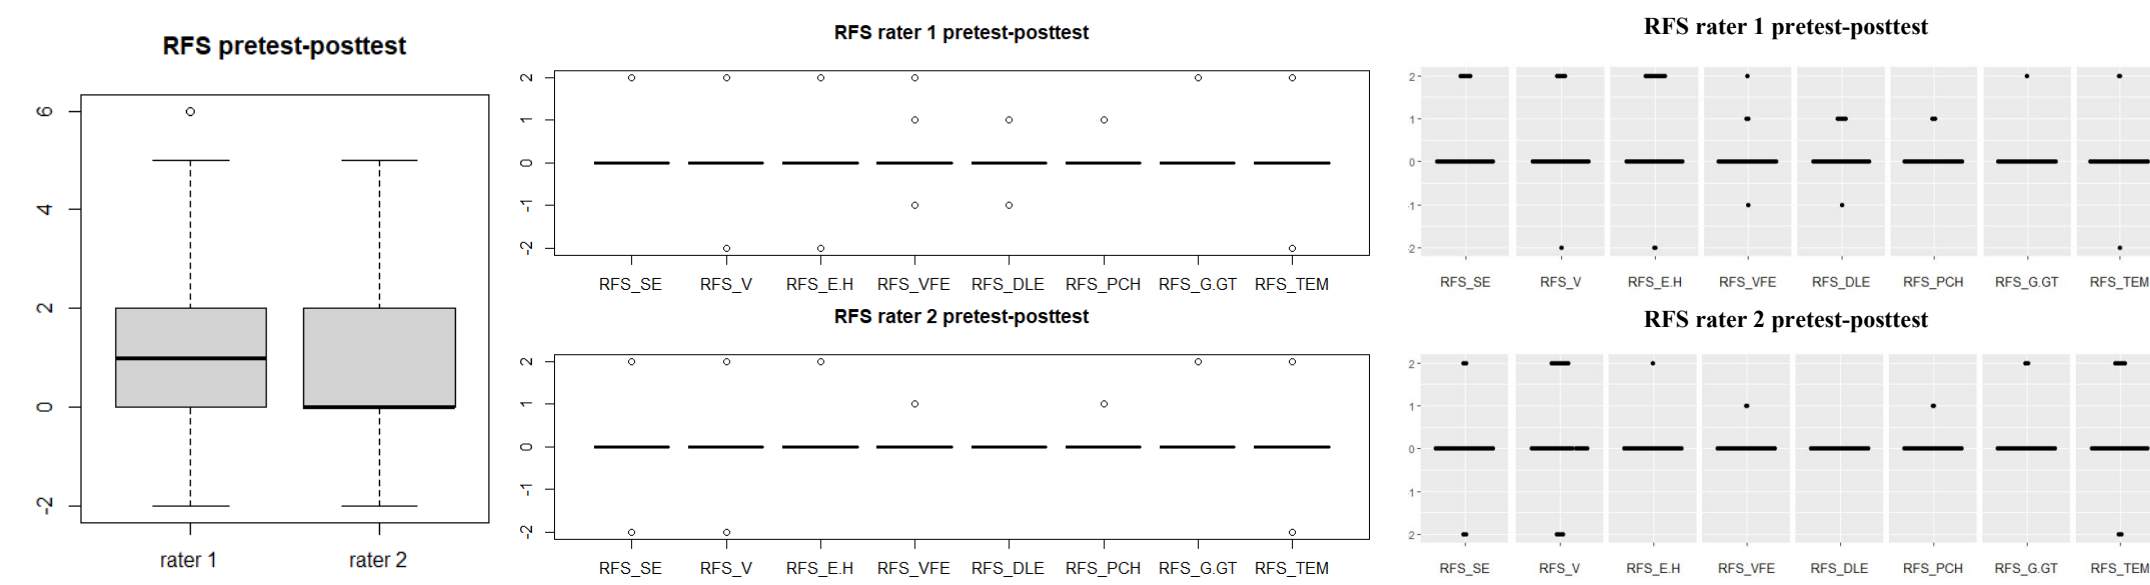 RFS pretest-posttest
6
4
2
0
-2
rater 1 rater 2
RFS rater 1 pretest-posttest
2
1
0
-1
-2
RFS_SE RFS_V RFS_E.H RFS_VFE RFS_DLE RFS_PCH RFS_G.GT RFS_TEM
RFS rater 2 pretest-posttest
2
1
0
-1
-2
RFS_SE RFS_V RFS_E.H RFS_VFE RFS_DLE RFS_PCH RFS_G.GT RFS_TEM
RFS rater 1 pretest-posttest
2
1
0
-1
-2
RFS_SE RFS_V RFS_E.H RFS_VFE RFS_DLE RFS_PCH RFS_G.GT RFS_TEM
RFS rater 2 pretest-posttest
2
1
0
1
2
RFS_SE RFS_V RFS_E.H RFS_VFE RFS_DLE RFS_PCH RFS_G.GT RFS_TEM